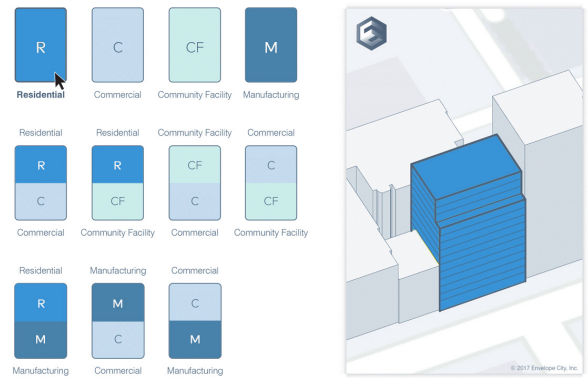 R C CF M
Residential Commercial Community Facility Manufacturing
Residential Residential Community Facility Commercial
R R CF C
C CF C CF
Commercial Community Facility Commercial Community Facility
Residential Manufacturing Commercial
R M C
M C M
Manufacturing Commercial Manufacturing
© 2017 Envelope City, Inc.